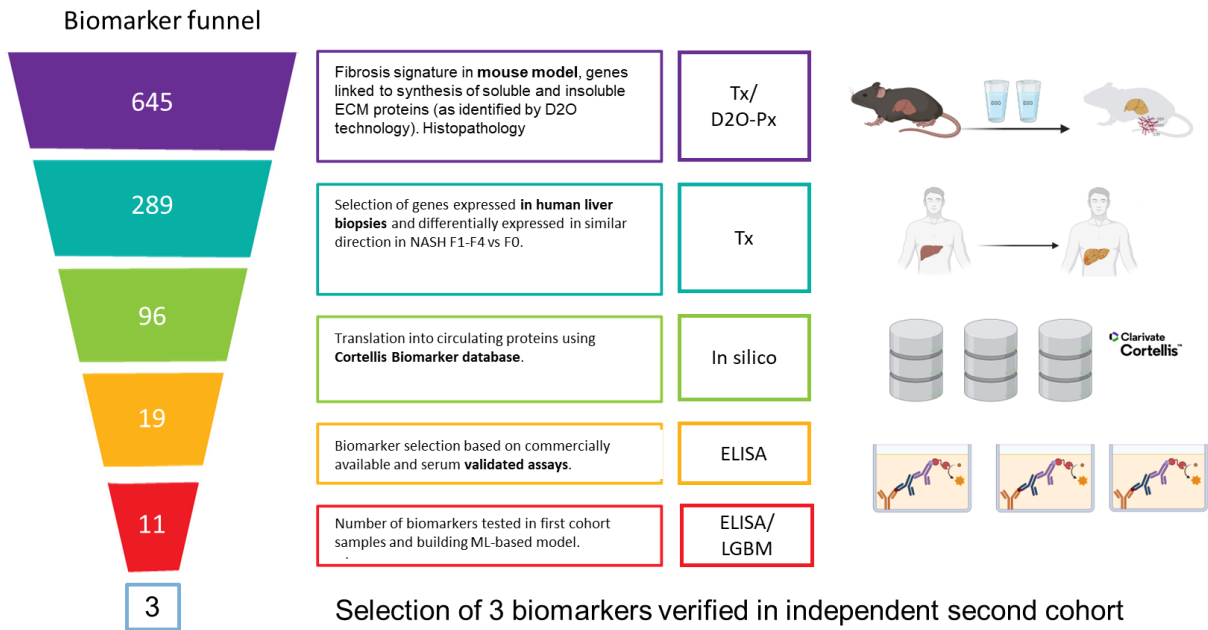 Biomarker funnel
645
Fibrosis signature in mouse model, genes
linked to synthesis of soluble and insoluble
ECM proteins (as identified by D2O
technology). Histopathology
Tx/
D2O-Px
D2O
D2O
289
Selection of genes expressed in human liver
biopsies and differentially expressed in similar
direction in NASH F1-F4 vs F0.
Tx
96
Translation into circulating proteins using
Cortellis Biomarker database.
In silico
Clarivate
Cortellis™
19
Biomarker selection based on commercially
available and serum validated assays.
ELISA
11
Number of biomarkers tested in first cohort
samples and building ML-based model.
ELISA/
LGBM
3
Selection of 3 biomarkers verified in independent second cohort